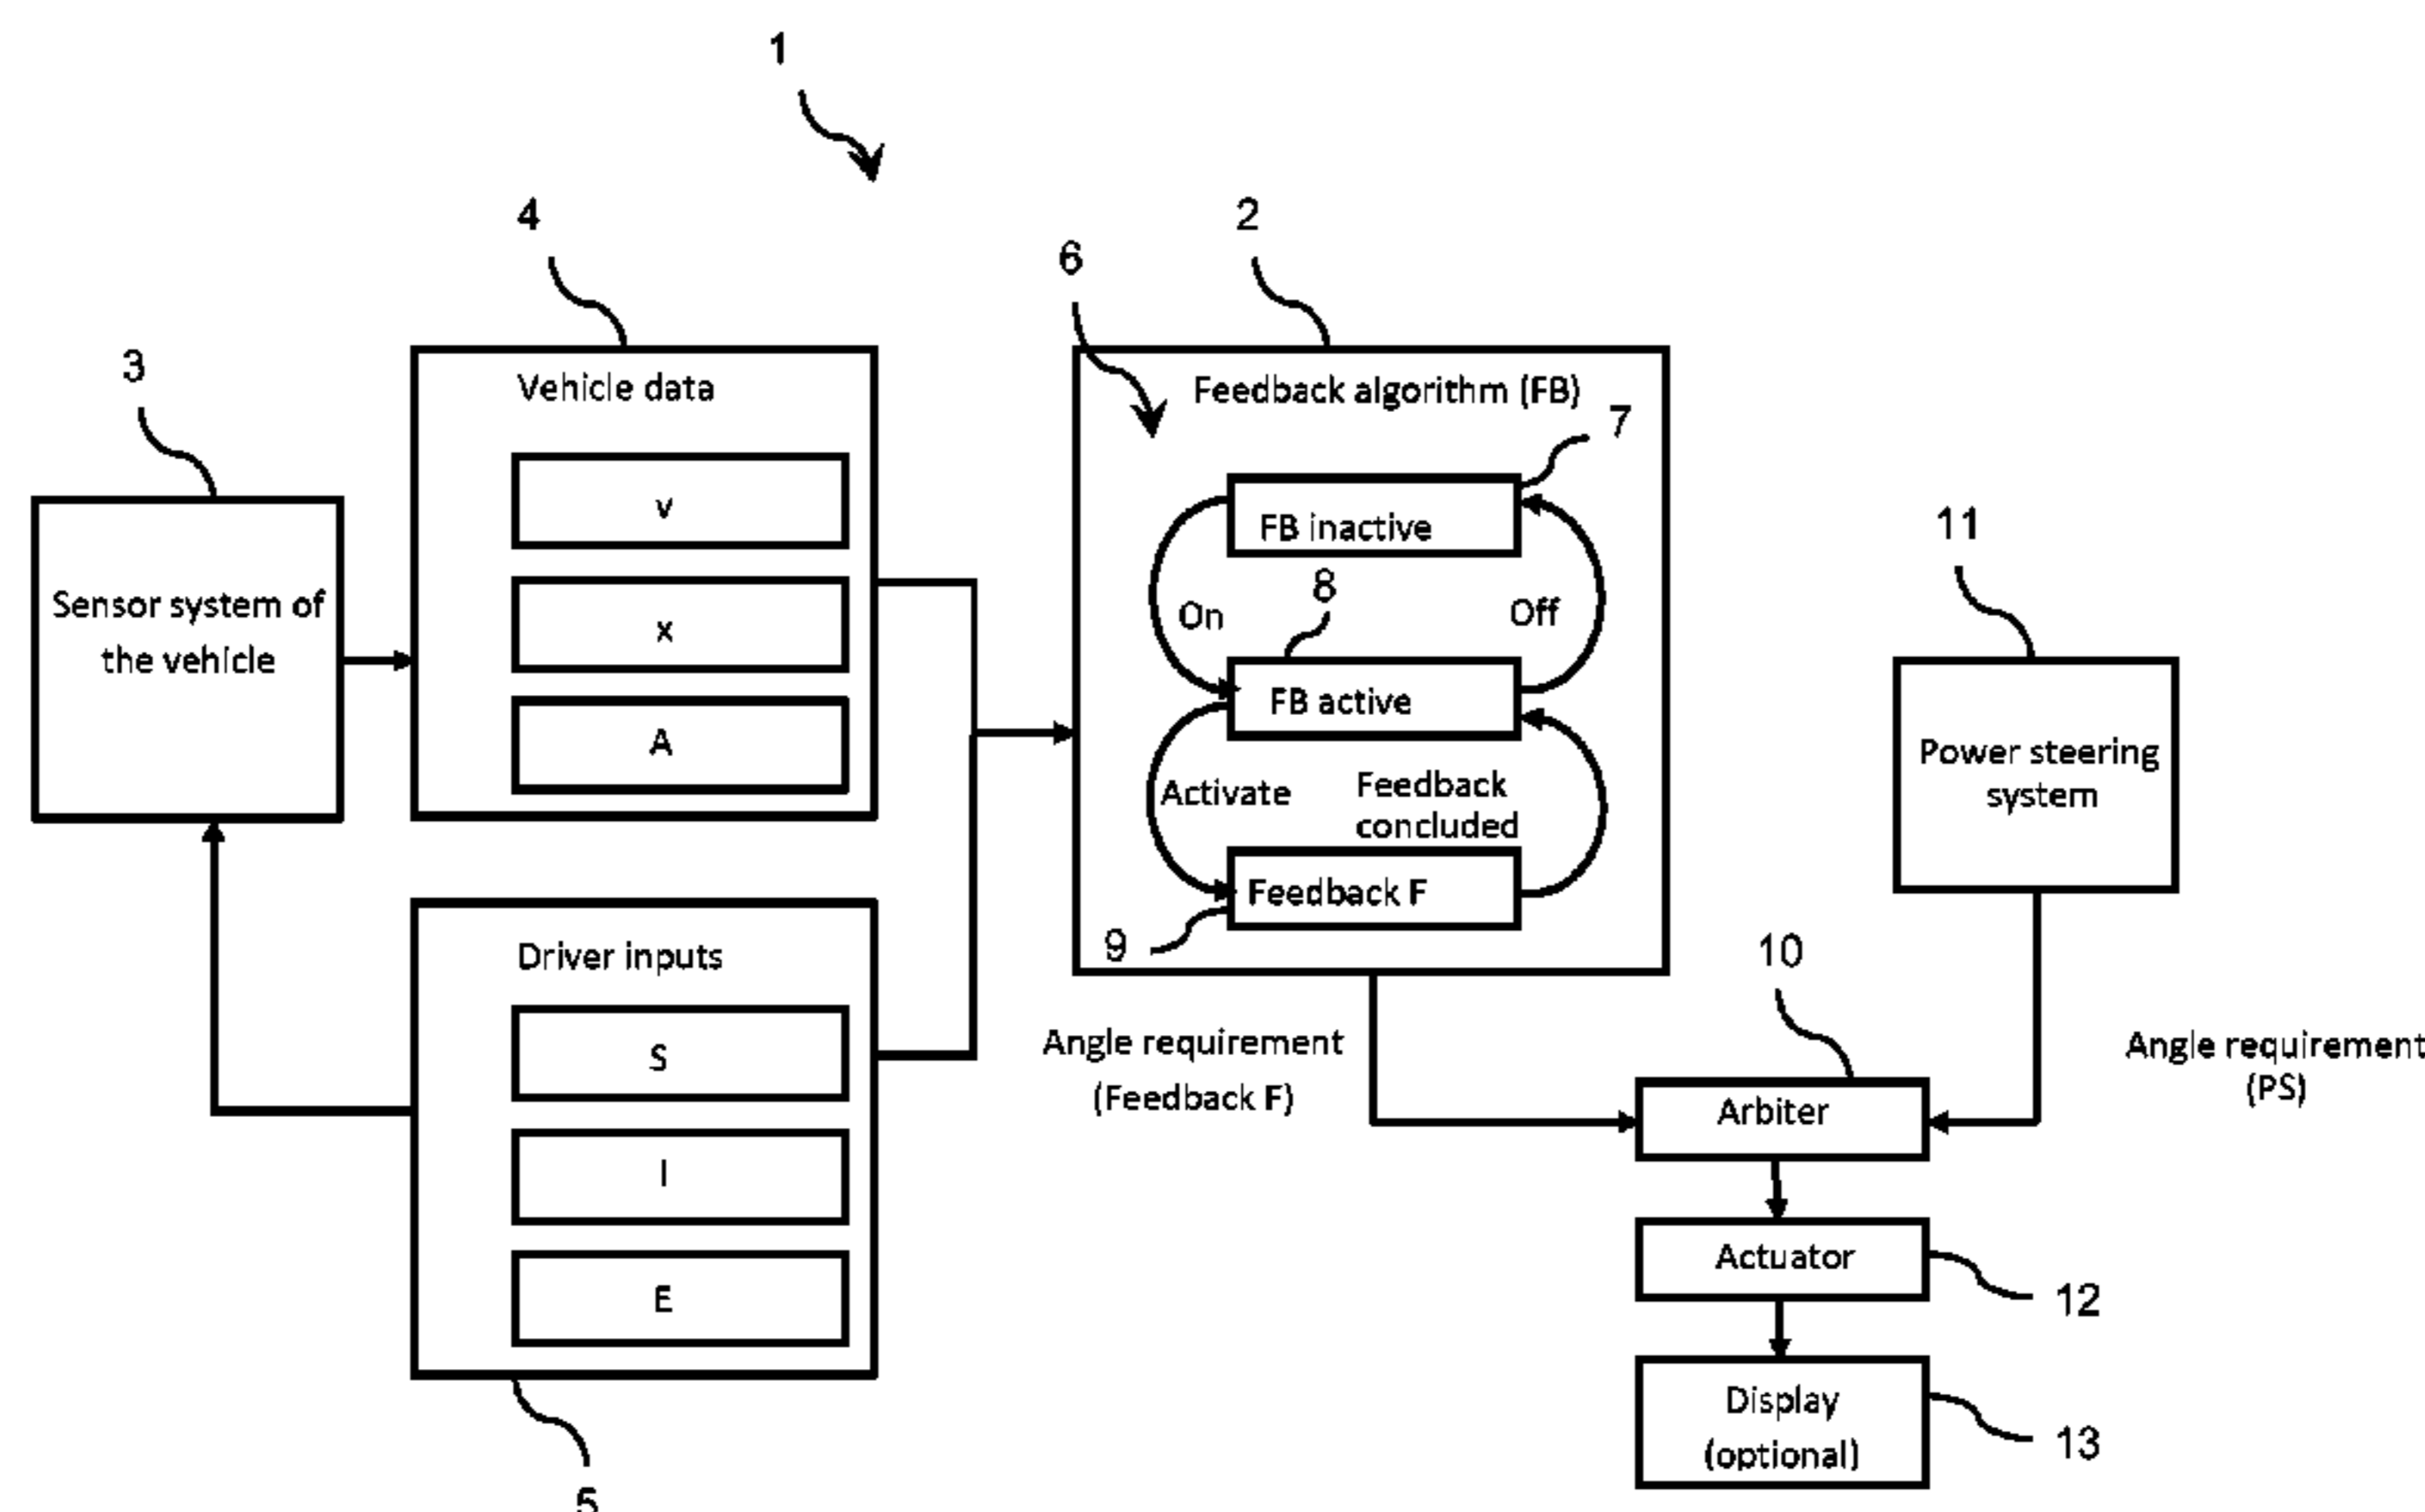 1
4
2
6
3
Vehicle data
Feedback algorithm (FB)
7
v
11
FB inactive
Sensor system of
the vehicle
8
x
On
Off
FB active
A
Power steering
system
Activate
Feedback
concluded
Feedback F
9
10
Driver inputs
S
Angle requirement
(Feedback F)
Angle requirement
(PS)
Arbiter
I
Actuator
E
12
Display
(optional)
13
5